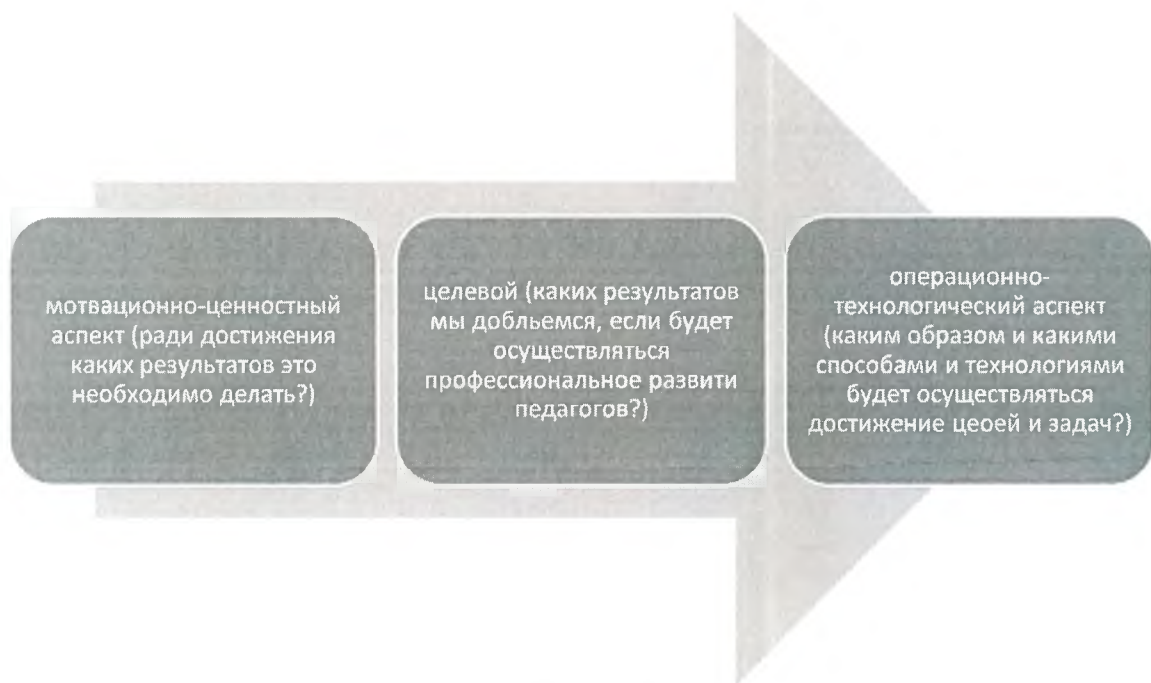 мотвационно-ценностный
аспект (ради достижения
каких результатов это
необходимо делать?)
целевой (каких результатов
мы добльемся, если будет
осуществляться
профессиональное развити
педагогов?)
операционно-
технологический аспект
(каким образом и какими
способами и технологиями
будет осуществляться
достижение цеоей и задач?)